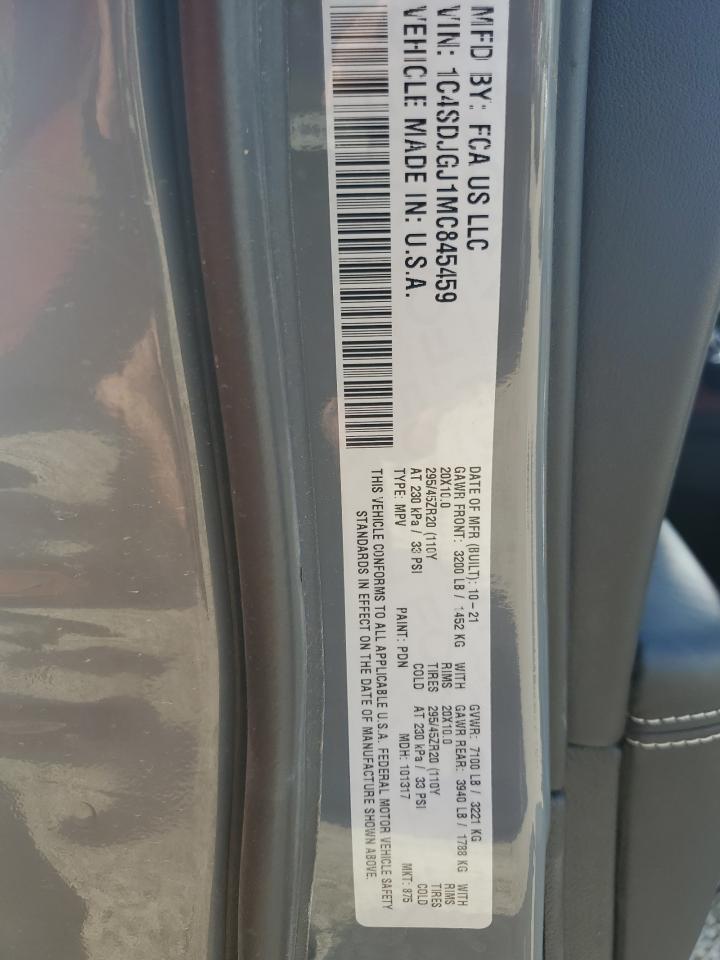 MFD BY: FCA US LLC
VIN: 1C4SDJGJ1MC845459
VEHICLE MADE IN: U.S.A.
DATE OF MFR (BUILT): 10-21 GVWR: 7100 LB / 3221 KG
GAWR FRONT: 3200 LB / 1452 KG WITH GAWR REAR: 3940 LB / 1788 KG WITH
20X10.0 RIMS 20X10.0 RIMS
295/45ZR20 (110Y TIRES 295/45ZR20 (110Y TIRES
AT 230 kPa / 33 PSI COLD AT 230 kPa / 33 PSI COLD
TYPE: MPV PAINT: PDN MDH: 101317 MKT: 875
THIS VEHICLE CONFORMS TO ALL APPLICABLE U.S.A. FEDERAL MOTOR VEHICLE SAFETY
STANDARDS IN EFFECT ON THE DATE OF MANUFACTURE SHOWN ABOVE.